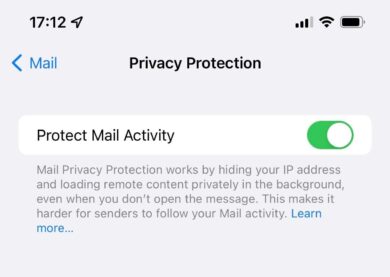 17:12
Mail
Privacy Protection
Protect Mail Activity
Mail Privacy Protection works by hiding your IP address
and loading remote content privately in the background,
even when you don't open the message. This makes it
harder for senders to follow your Mail activity. Learn
more...